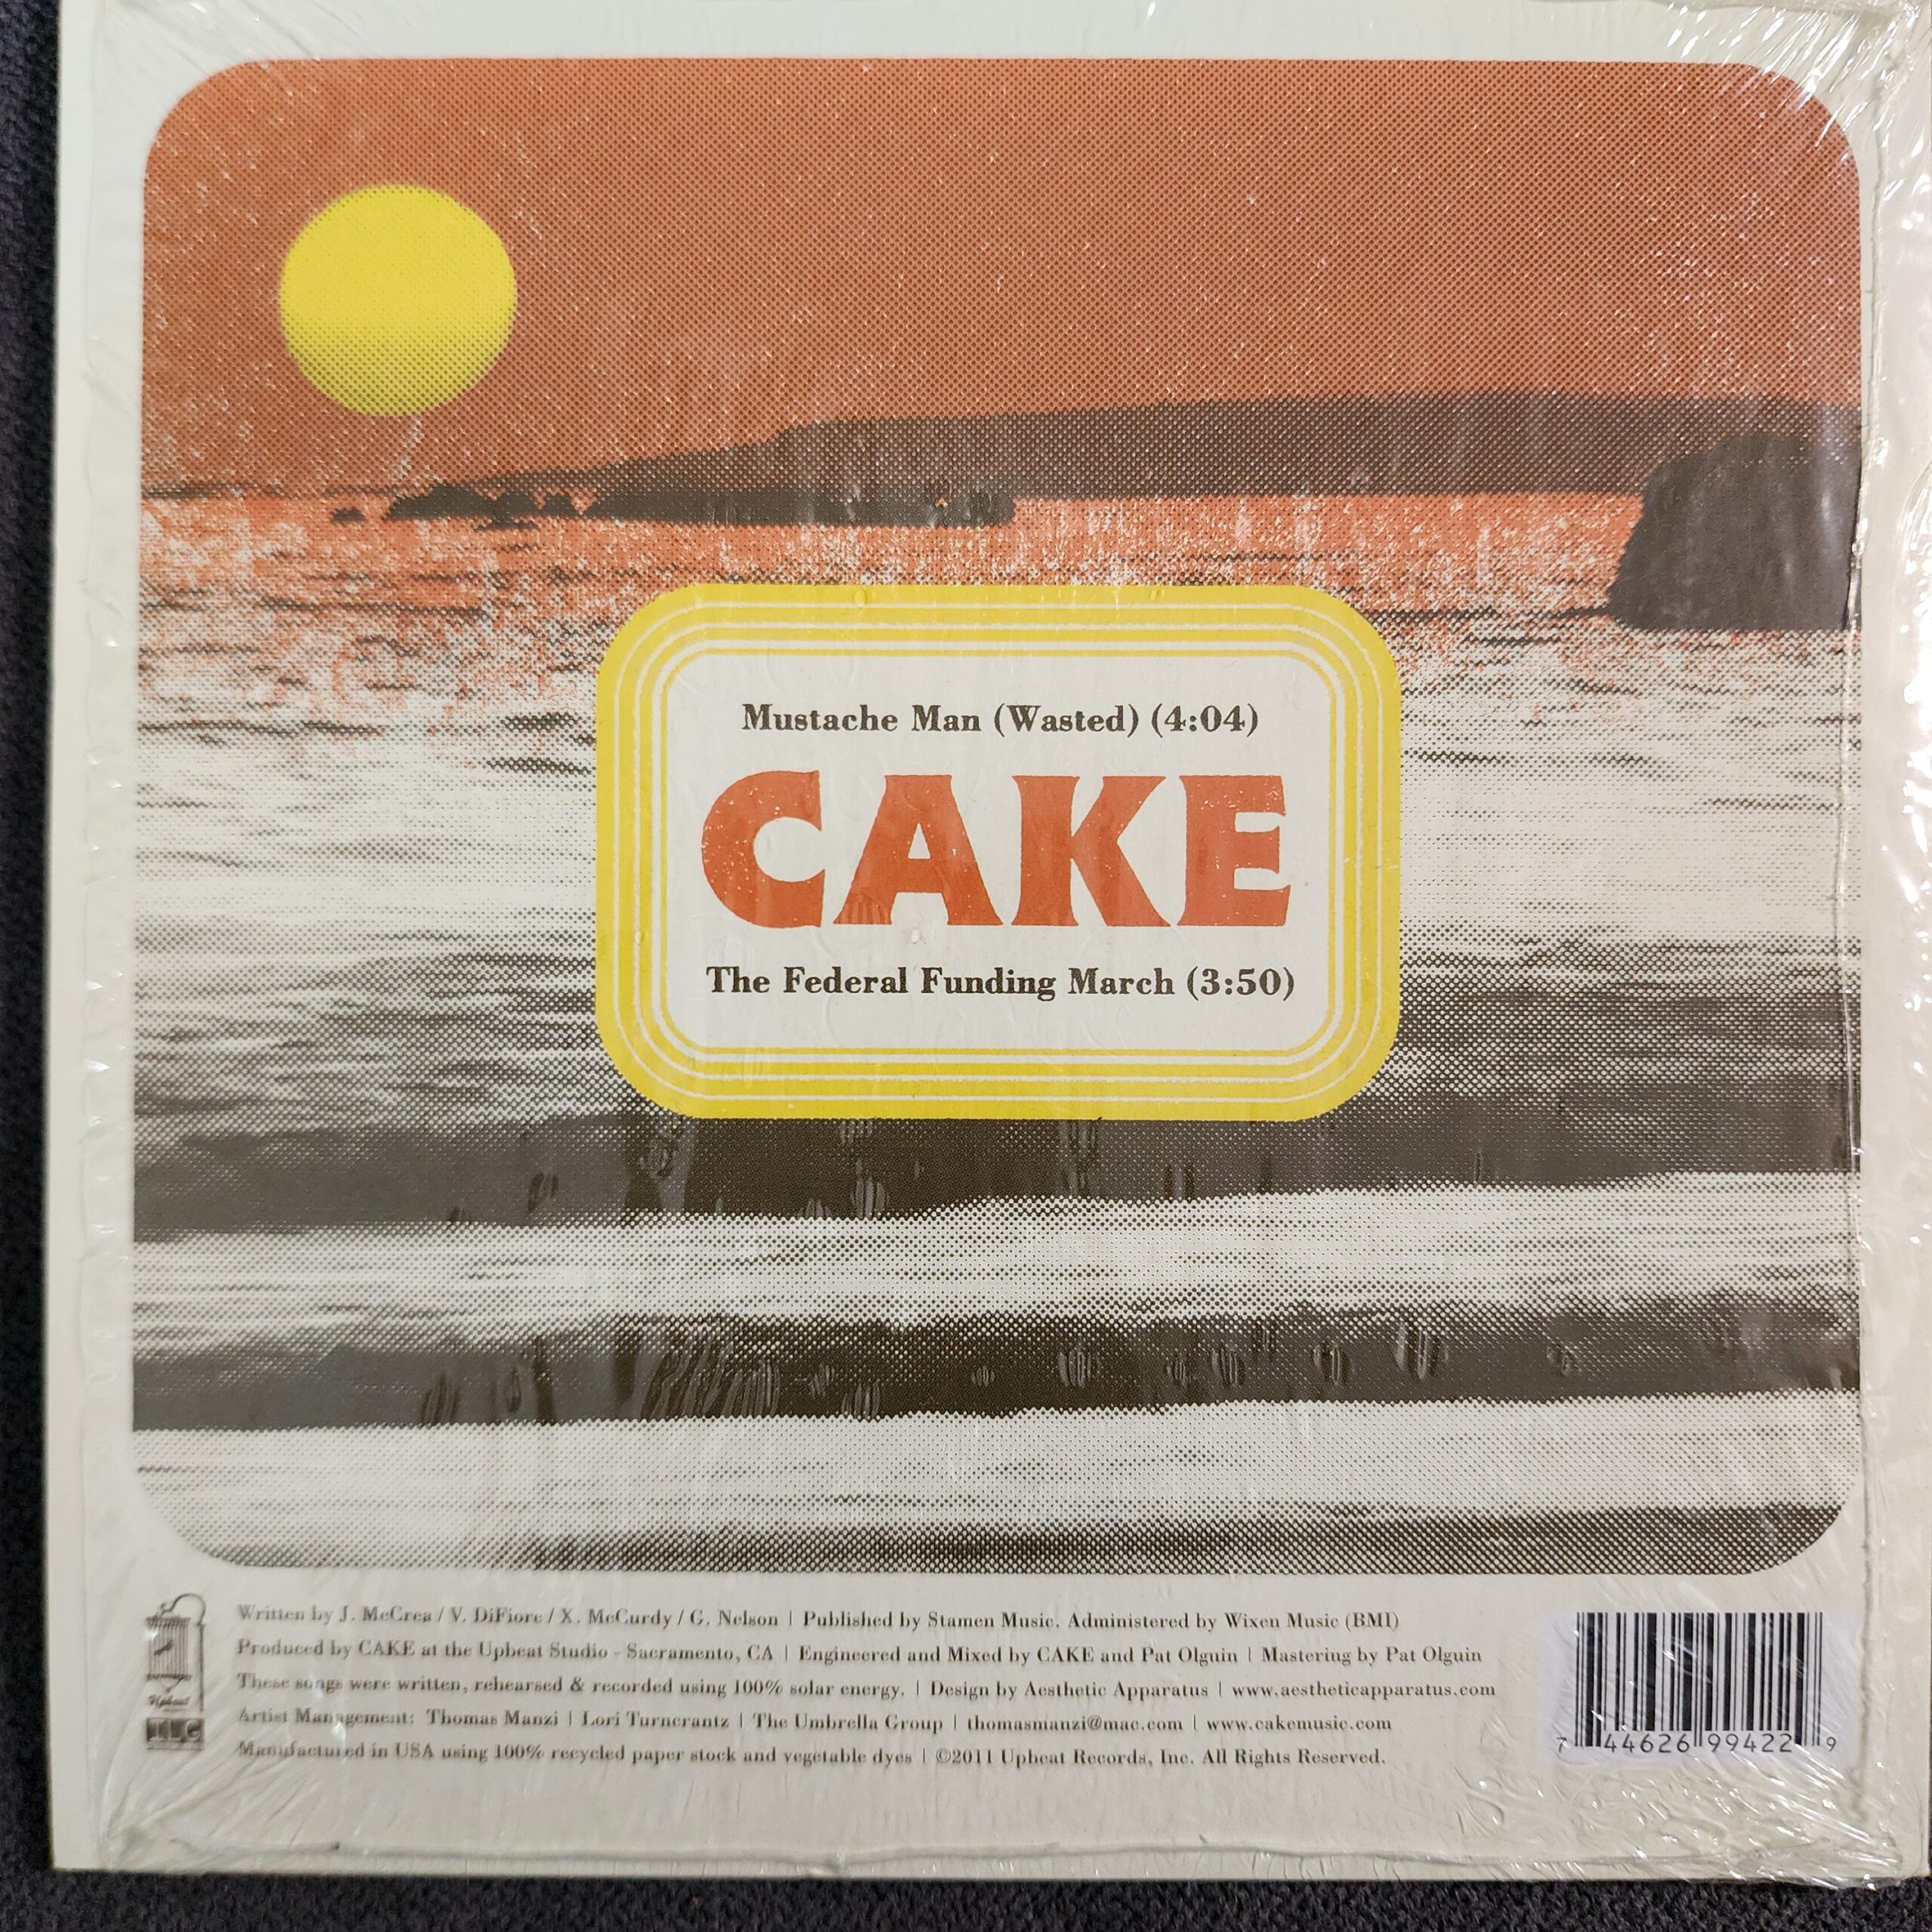 Mustache Man (Wasted) (4:04)
CAKE
The Federal Funding March (3:50)
Written by J. McCrea / V. DiFiore / X. McCurdy / G. Nelson | Published by Stamen Music. Administered by Wixen Music (BMI)
Produced by CAKE at the Upbeat Studio - Sacramento, CA | Engineered and Mixed by CAKE and Pat Olguin | Mastering by Pat Olguin
These songs were written, rehearsed & recorded using 100% solar energy. | Design by Aesthetic Apparatus | www.aestheticapparatus.com
Artist Management: Thomas Manzi | Lori Turnerantz | The Umbrella Group | thomasmanzi@mac.com | www.cakemusic.com
Manufactured in USA using 100% recycled paper stock and vegetable dyes | ©2011 Upbeat Records, Inc. All Rights Reserved.
Upbeat
ILG
7 44626 99422 9